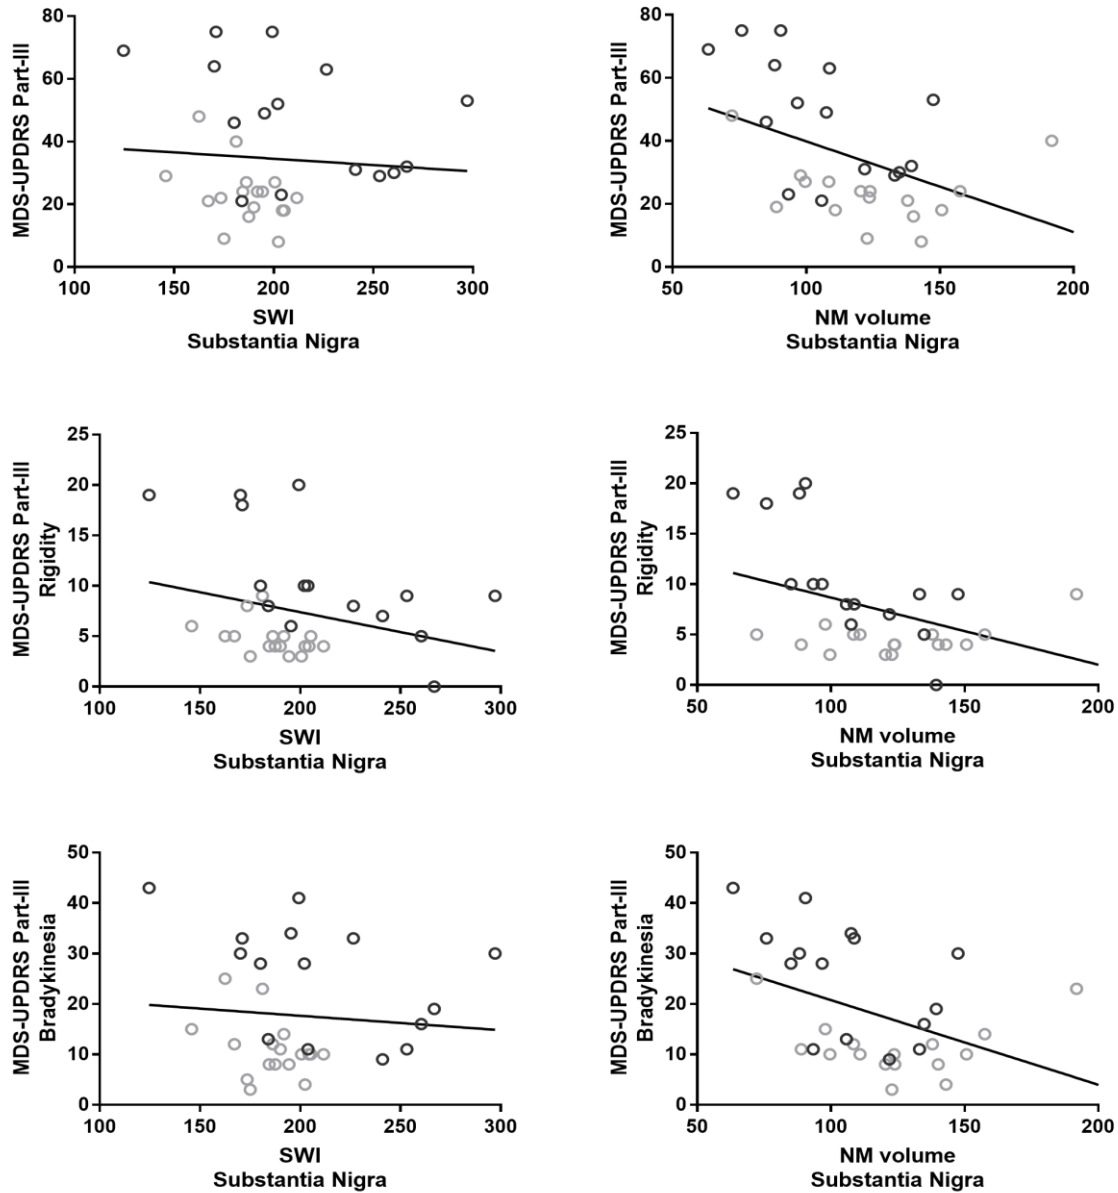 MDS-UPDRS Part-III
80
60
40
20
0
100 150 200 250 300
SWI
Substantia Nigra
MDS-UPDRS Part-III
80
60
40
20
0
50 100 150 200
NM volume
Substantia Nigra
MDS-UPDRS Part-III
Rigidity
25
20
15
10
5
0
100 150 200 250 300
SWI
Substantia Nigra
MDS-UPDRS Part-III
Rigidity
25
20
15
10
5
0
50 100 150 200
NM volume
Substantia Nigra
MDS-UPDRS Part-III
Bradykinesia
50
40
30
20
10
0
100 150 200 250 300
SWI
Substantia Nigra
MDS-UPDRS Part-III
Bradykinesia
50
40
30
20
10
0
50 100 150 200
NM volume
Substantia Nigra